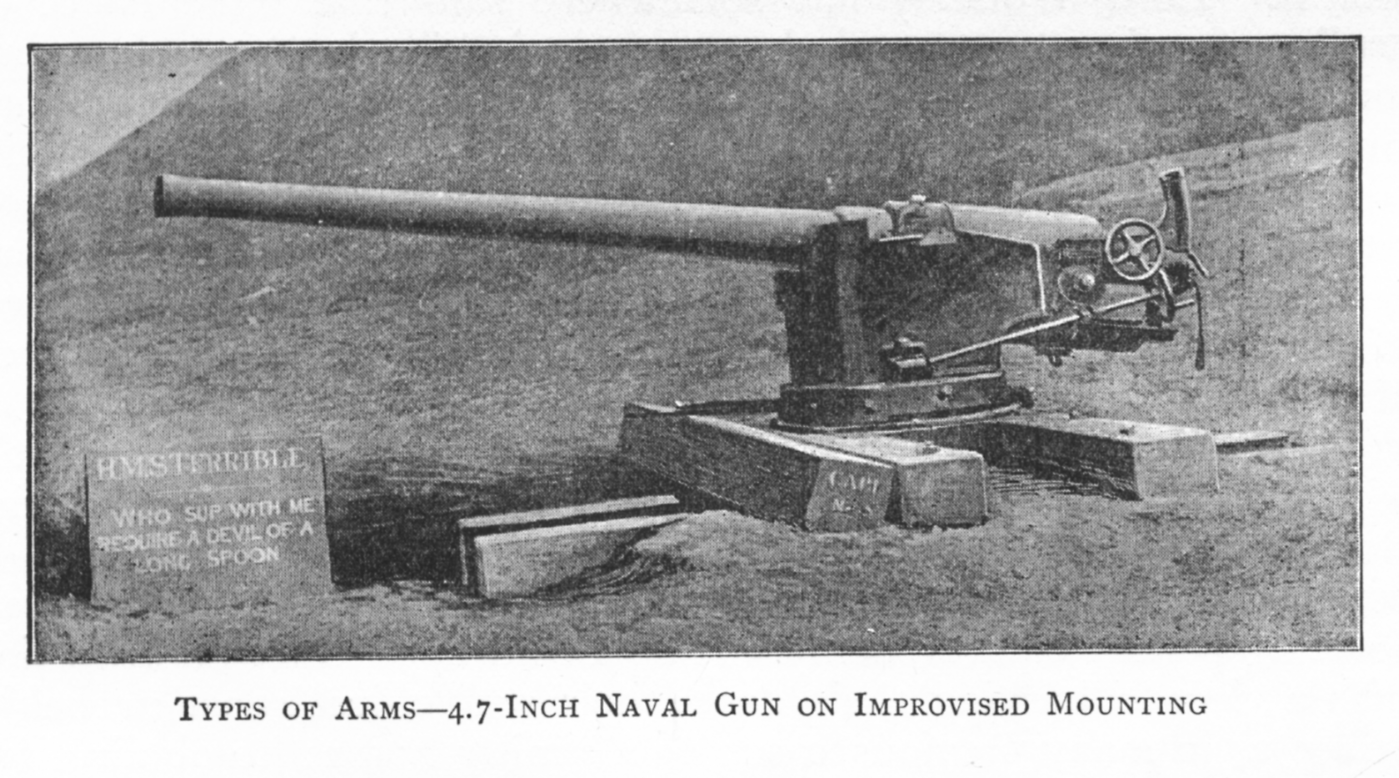 H.M.S TERRIBLE
WHO SUP WITH ME
REQUIRE A DEVIL OF A
LONG SPOON
CAPT
TYPES OF ARMS—4.7-INCH NAVAL GUN ON IMPROVISED MOUNTING